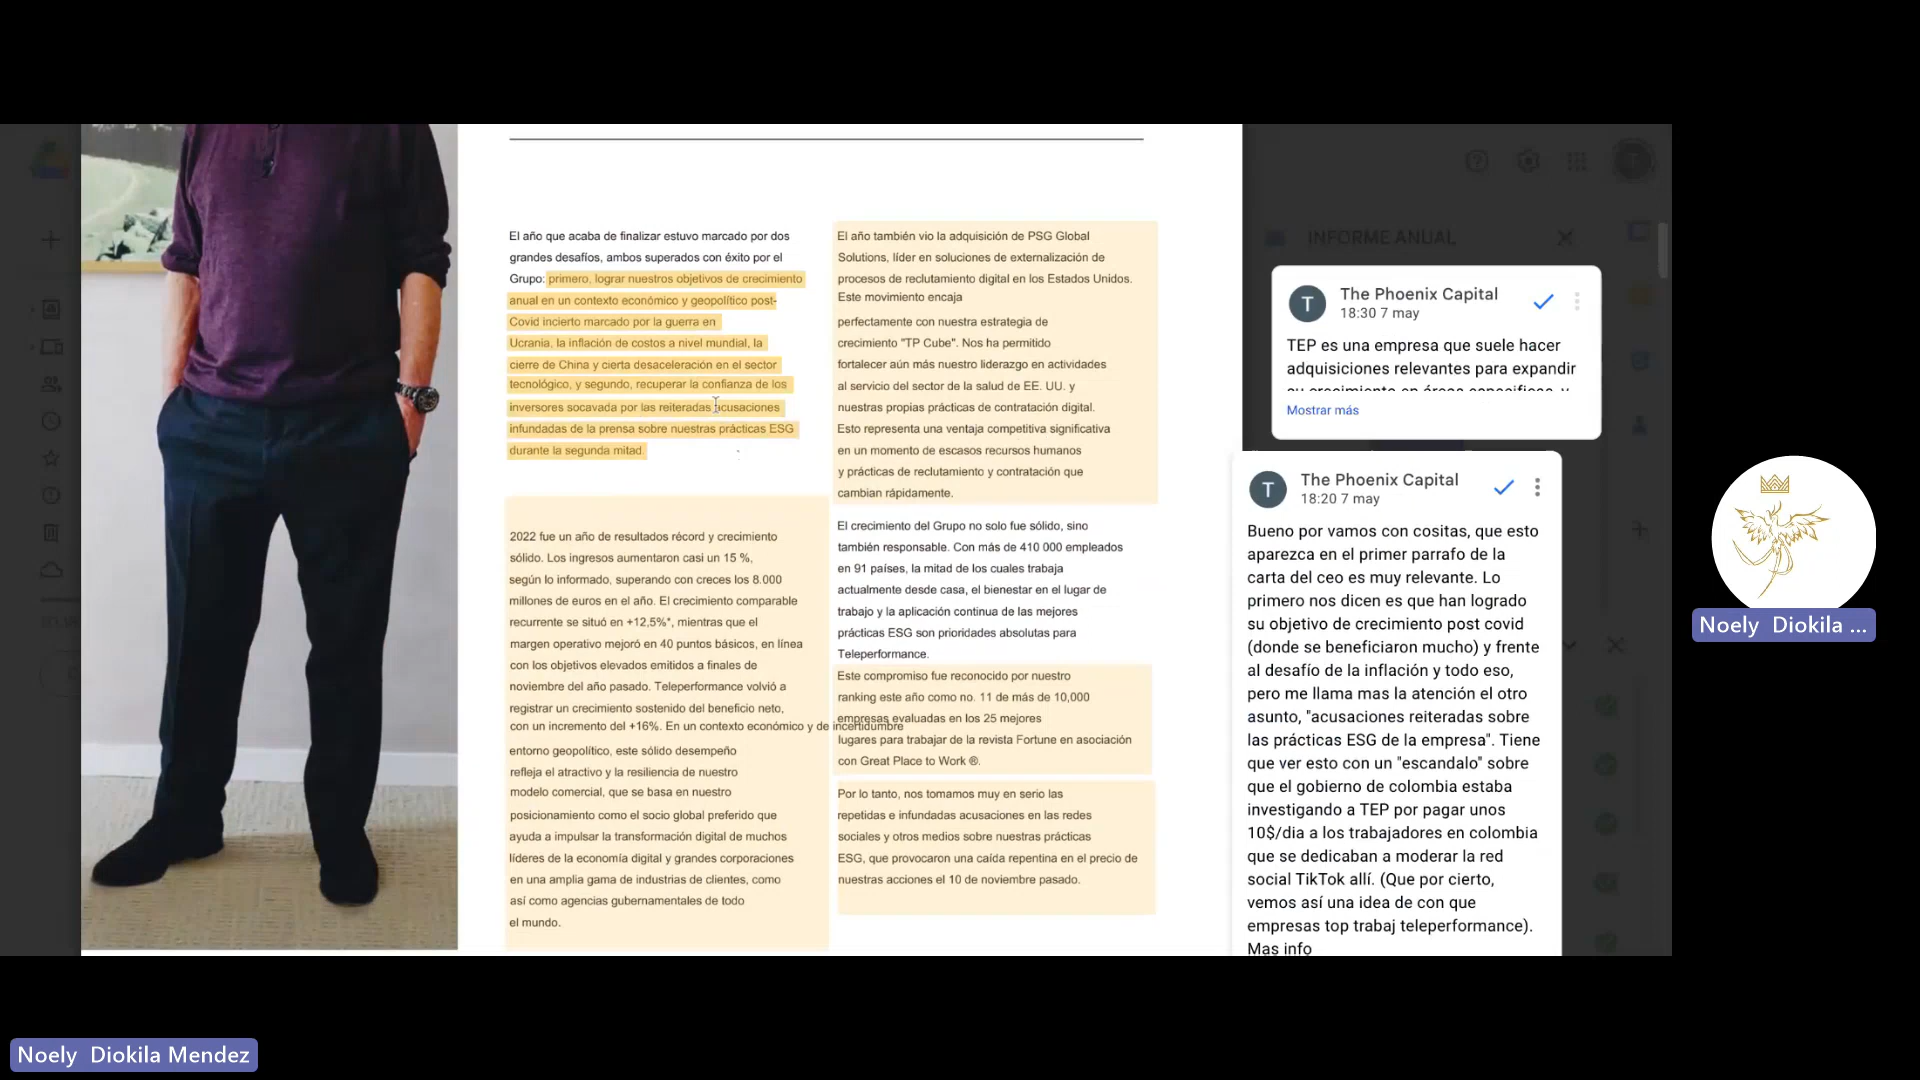 El año que acaba de finalizar estuvo marcado por dos
grandes desafíos, ambos superados con éxito por el
Grupo: primero, lograr nuestros objetivos de crecimiento
anual en un contexto económico y geopolítico post-
Covid incierto marcado por la guerra en
Ucrania, la inflación de costos a nivel mundial, la
cierre de China y cierta desaceleración en el sector
tecnológico, y segundo, recuperar la confianza de los
inversores socavada por las reiteradas acusaciones
infundadas de la prensa sobre nuestras prácticas ESG
durante la segunda mitad.
2022 fue un año de resultados récord y crecimiento
sólido. Los ingresos aumentaron casi un 15 %,
según lo informado, superando con creces los 8.000
millones de euros en el año. El crecimiento comparable
recurrente se situó en +12,5%*, mientras que el
margen operativo mejoró en 40 puntos básicos, en línea
con los objetivos elevados emitidos a finales de
noviembre del año pasado. Teleperformance volvió a
registrar un crecimiento sostenido del beneficio neto,
con un incremento del +16%. En un contexto económico y de incertidumbre
entorno geopolítico, este sólido desempeño
refleja el atractivo y la resiliencia de nuestro
modelo comercial, que se basa en nuestro
posicionamiento como el socio global preferido que
ayuda a impulsar la transformación digital de muchos
líderes de la economía digital y grandes corporaciones
en una amplia gama de industrias de clientes, como
así como agencias gubernamentales de todo
el mundo.
El año también vio la adquisición de PSG Global
Solutions, líder en soluciones de externalización de
procesos de reclutamiento digital en los Estados Unidos.
Este movimiento encaja
perfectamente con nuestra estrategia de
crecimiento "TP Cube". Nos ha permitido
fortalecer aún más nuestro liderazgo en actividades
al servicio del sector de la salud de EE. UU. y
nuestras propias prácticas de contratación digital.
Esto representa una ventaja competitiva significativa
en un momento de escasos recursos humanos
y prácticas de reclutamiento y contratación que
cambian rápidamente.
El crecimiento del Grupo no solo fue sólido, sino
también responsable. Con más de 410 000 empleados
en 91 países, la mitad de los cuales trabaja
actualmente desde casa, el bienestar en el lugar de
trabajo y la aplicación continua de las mejores
prácticas ESG son prioridades absolutas para
Teleperformance.
Este compromiso fue reconocido por nuestro
ranking este año como no. 11 de más de 10,000
empresas evaluadas en los 25 mejores
lugares para trabajar de la revista Fortune en asociación
con Great Place to Work ®.
Por lo tanto, nos tomamos muy en serio las
repetidas e infundadas acusaciones en las redes
sociales y otros medios sobre nuestras prácticas
ESG, que provocaron una caída repentina en el precio de
nuestras acciones el 10 de noviembre pasado.
INFORME ANUAL
T
The Phoenix Capital
18:30 7 may
TEP es una empresa que suele hacer
adquisiciones relevantes para expandir
su crecimiento en áreas especificas, y
Mostrar más
T
The Phoenix Capital
18:20 7 may
Bueno por vamos con cositas, que esto
aparezca en el primer parrafo de la
carta del ceo es muy relevante. Lo
primero nos dicen es que han logrado
su objetivo de crecimiento post covid
(donde se beneficiaron mucho) y frente
al desafío de la inflación y todo eso,
pero me llama mas la atención el otro
asunto, "acusaciones reiteradas sobre
las prácticas ESG de la empresa". Tiene
que ver esto con un "escandalo" sobre
que el gobierno de colombia estaba
investigando a TEP por pagar unos
10$/dia a los trabajadores en colombia
que se dedicaban a moderar la red
social TikTok allí. (Que por cierto,
vemos así una idea de con que
empresas top trabaj teleperformance).
Mas info
Noely Diokila ...
Noely Diokila Mendez